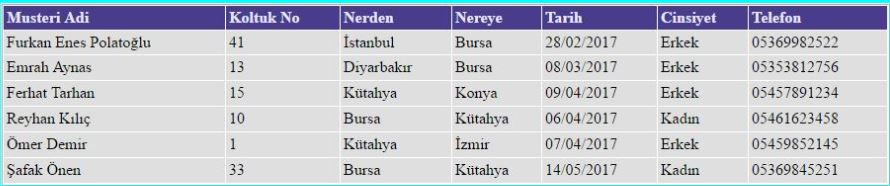 Musteri Adi Koltuk No Nerden Nereye Tarih Cinsiyet Telefon
Furkan Enes Polatoğlu 41 İstanbul Bursa 28/02/2017 Erkek 05369982522
Emrah Aynas 13 Diyarbakır Bursa 08/03/2017 Erkek 05353812756
Ferhat Tarhan 15 Kütahya Konya 09/04/2017 Erkek 05457891234
Reyhan Kılıç 10 Bursa Kütahya 06/04/2017 Kadın 05461623458
Ömer Demir 1 Kütahya İzmir 07/04/2017 Erkek 05459852145
Şafak Önen 33 Bursa Kütahya 14/05/2017 Kadın 05369845251